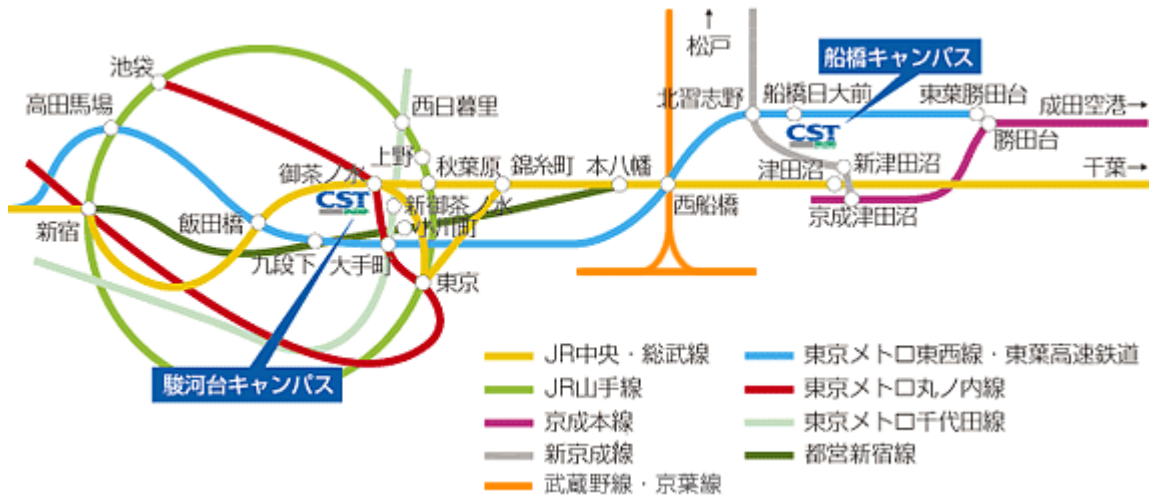 ↑
松戸
船橋キャンパス
池袋
高田馬場
西日暮里
北習志野
船橋日大前
東葉勝田台
成田空港→
CST
勝田台
上野
秋葉原
錦糸町
本八幡
津田沼
新津田沼
千葉→
御茶ノ水
CST
新御茶ノ水
西船橋
京成津田沼
新宿
飯田橋
小川町
九段下
大手町
東京
駿河台キャンパス
JR中央・総武線
東京メトロ東西線・東葉高速鉄道
JR山手線
東京メトロ丸ノ内線
京成本線
東京メトロ千代田線
新京成線
都営新宿線
武蔵野線・京葉線